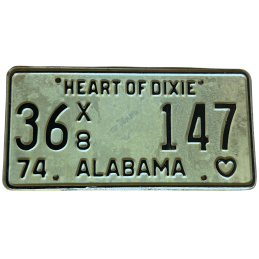 HEART OF DIXIE
36 X 8 147
74 ALABAMA